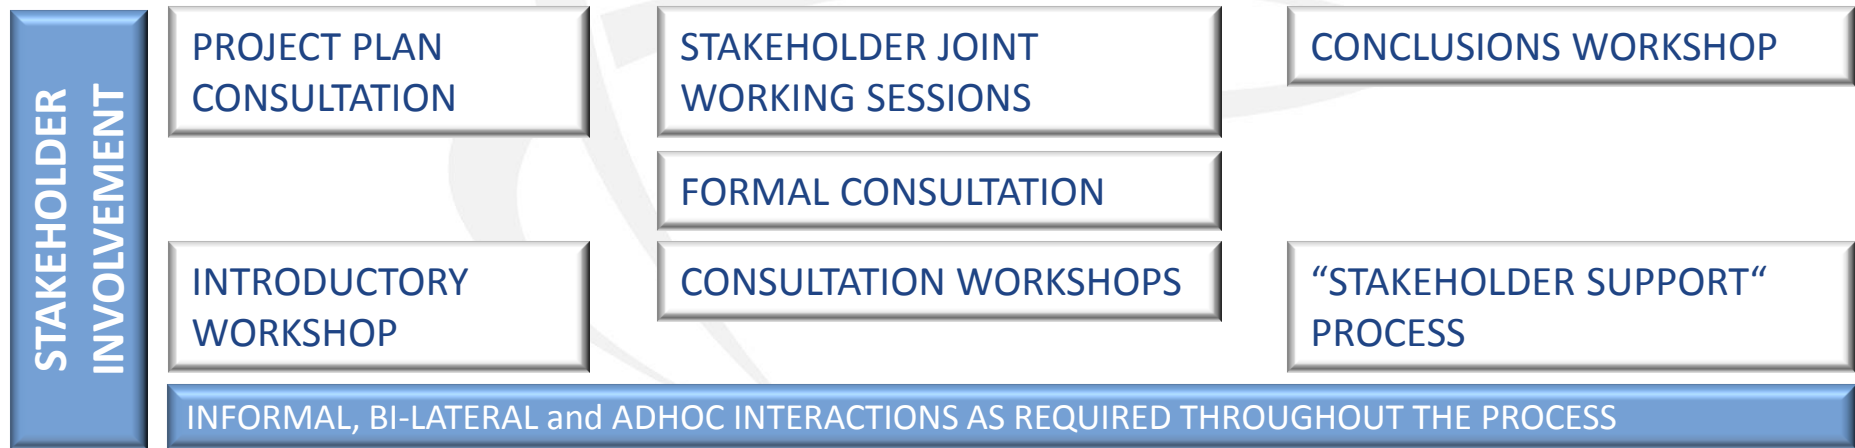 STAKEHOLDER
INVOLVEMENT
PROJECT PLAN
CONSULTATION
INTRODUCTORY
WORKSHOP
STAKEHOLDER JOINT
WORKING SESSIONS
FORMAL CONSULTATION
CONSULTATION WORKSHOPS
CONCLUSIONS WORKSHOP
“STAKEHOLDER SUPPORT“
PROCESS
INFORMAL, BI-LATERAL and ADHOC INTERACTIONS AS REQUIRED THROUGHOUT THE PROCESS